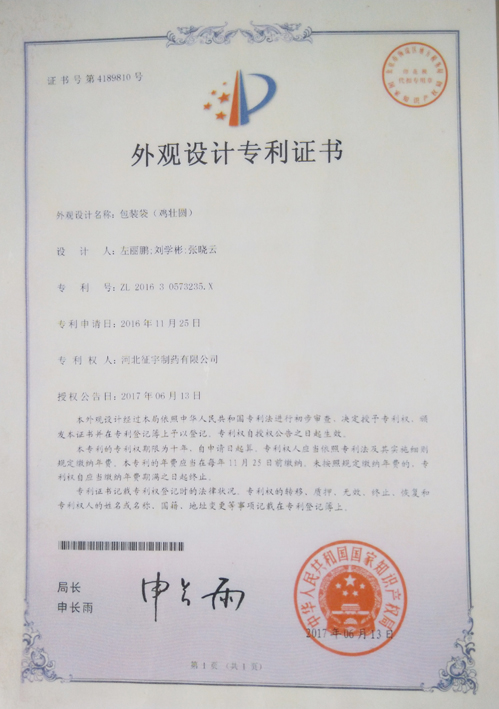 证书号第4189810号
外观设计专利证书
外观设计名称：包装袋（鸡壮圆）
设计人：左丽鹏;刘学彬;张晓云
专利号：ZL 2016 3 0573235.X
专利申请日：2016年11月25日
专利权人：河北征宇制药有限公司
授权公告日：2017年06月13日
本外观设计经过本局依照中华人民共和国专利法进行初步审查，决定授予专利权，颁
发本证书并在专利登记簿上予以登记。专利权自授权公告之日起生效。
本专利的专利权期限为十年，自申请日起算。专利权人应当依照专利法及其实施细则
规定缴纳年费。本专利的年费应当在每年11月25日前缴纳。未按照规定缴纳年费的，专
利权自应当缴纳年费期满之日起终止。
专利证书记载专利权登记时的法律状况。专利权的转移、质押、无效、终止、恢复和
专利权人的姓名或名称、国籍、地址变更等事项记载在专利登记簿上。
局长
申长雨
申长雨
中华人民共和国国家知识产权局
2017年06月13日
第1页（共1页）